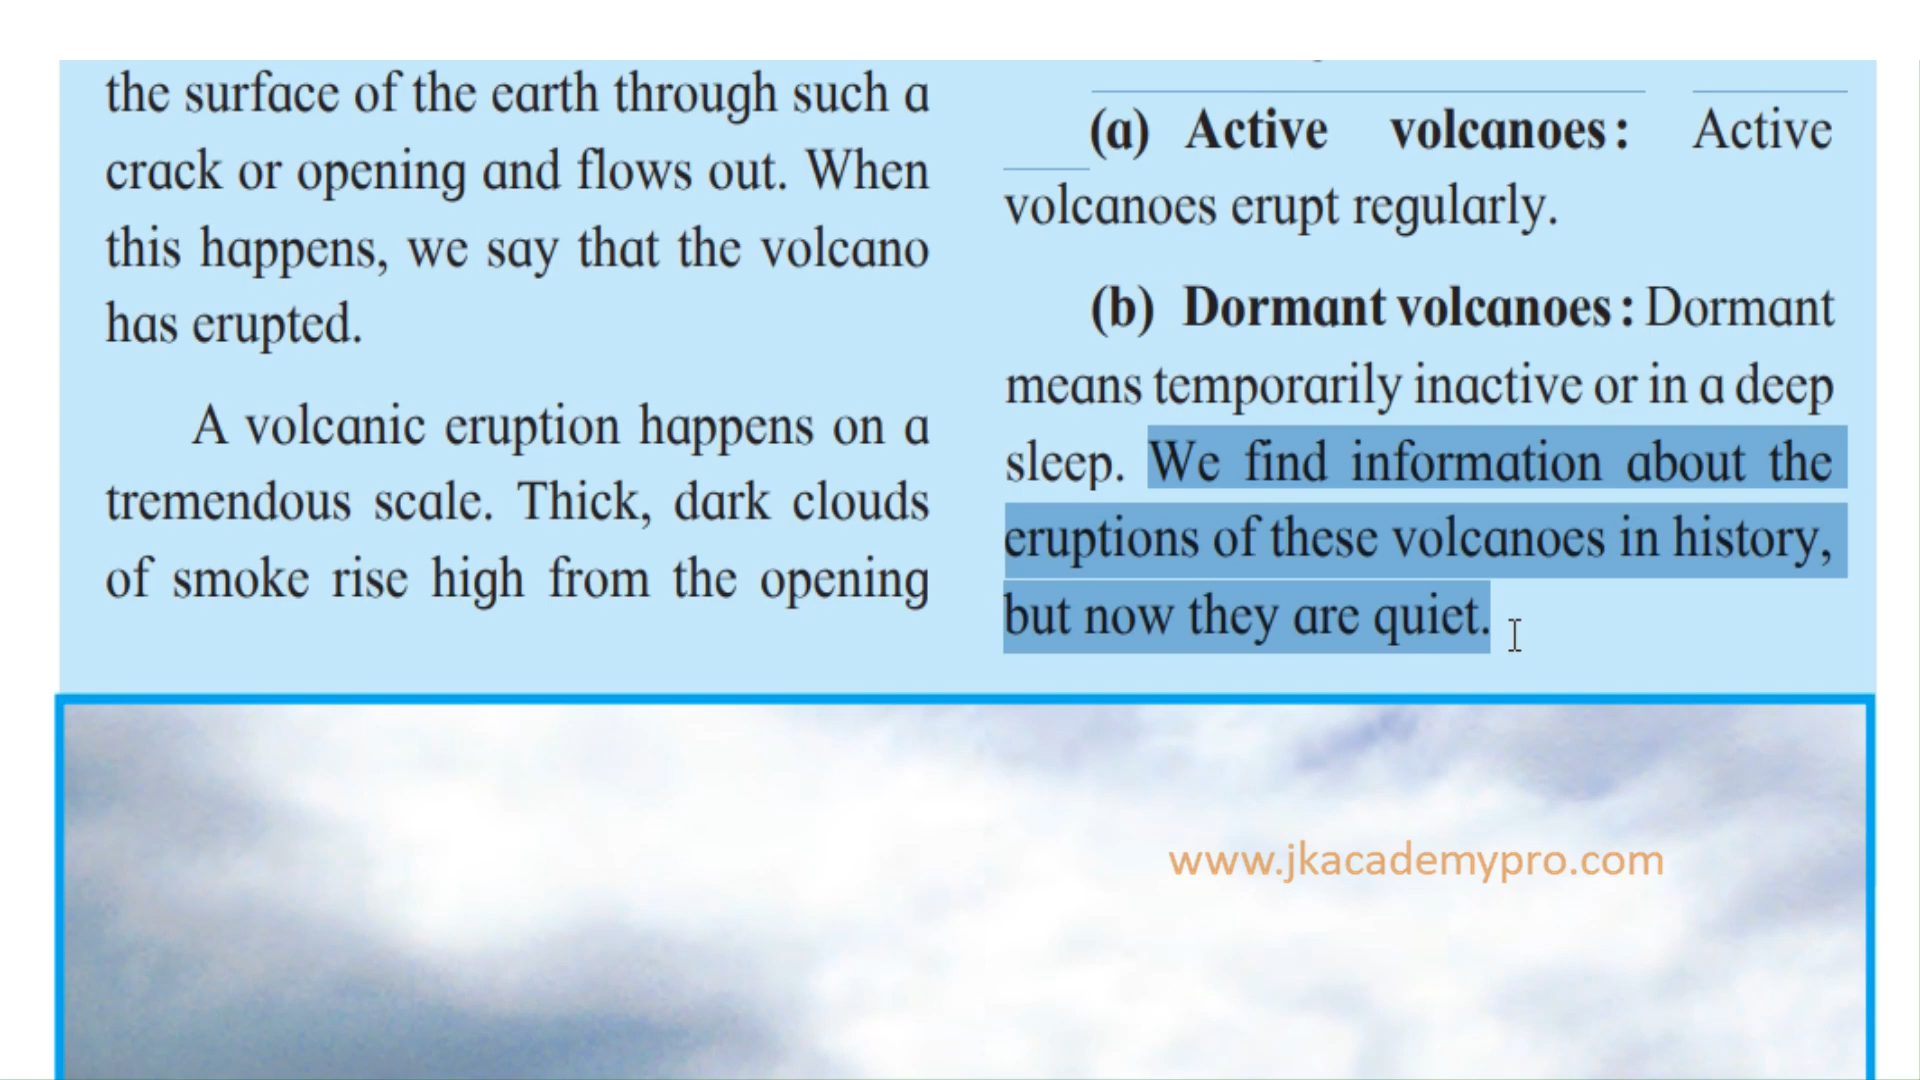 the surface of the earth through such a
crack or opening and flows out. When
this happens, we say that the volcano
has erupted.
A volcanic eruption happens on a
tremendous scale. Thick, dark clouds
of smoke rise high from the opening
(a) Active volcanoes: Active
volcanoes erupt regularly.
(b) Dormant volcanoes: Dormant
means temporarily inactive or in a deep
sleep. We find information about the
eruptions of these volcanoes in history,
but now they are quiet.
www.jkacademypro.com